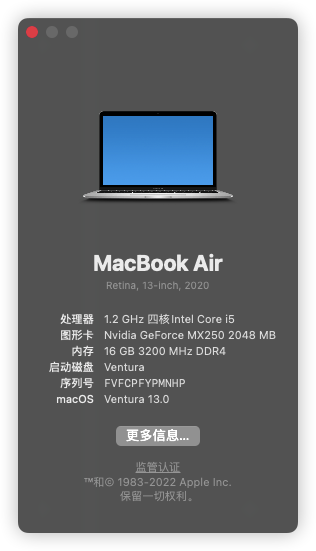 MacBook Air
Retina, 13-inch, 2020
处理器 1.2 GHz 四核Intel Core i5
图形卡 Nvidia GeForce MX250 2048 MB
内存 16 GB 3200 MHz DDR4
启动磁盘 Ventura
序列号 FVFCPFYPMNHP
macOS Ventura 13.0
更多信息...
监管认证
™和© 1983-2022 Apple Inc.
保留一切权利。